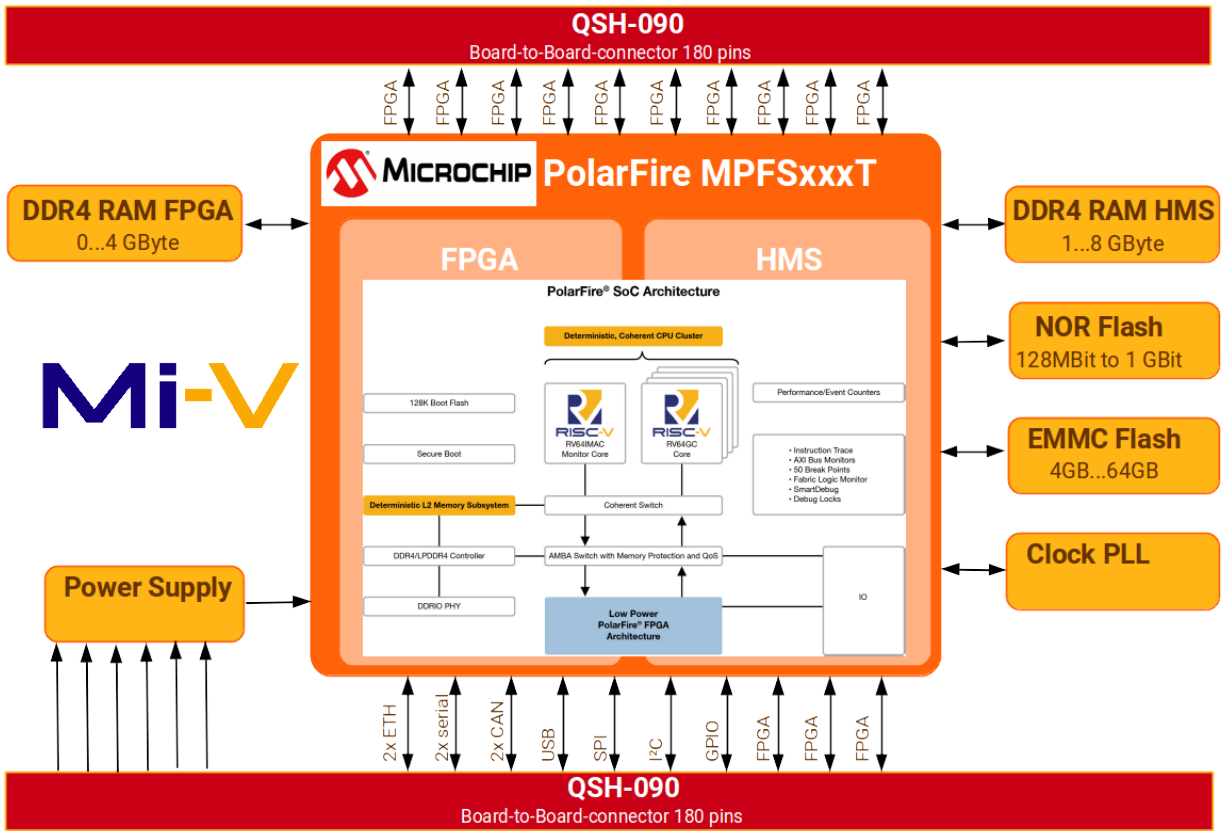 QSH-090
Board-to-Board-connector 180 pins
FPGA
FPGA
FPGA
FPGA
FPGA
FPGA
FPGA
FPGA
FPGA
FPGA
MICROCHIP PolarFire MPFSxxxT
DDR4 RAM FPGA
0...4 GByte
DDR4 RAM HMS
1...8 GByte
FPGA
HMS
PolarFire® SoC Architecture
NOR Flash
128MBit to 1 GBit
Deterministic, Coherent CPU Cluster
Mi-V
128K Boot Flash
RISC-V
RV64IMAC
Monitor Core
RISC-V
RV64GC
Core
Performance/Event Counters
EMMC Flash
4GB...64GB
Secure Boot
• Instruction Trace
• AXI Bus Monitors
• 50 Break Points
• Fabric Logic Monitor
• SmartDebug
• Debug Locks
Deterministic L2 Memory Subsystem
Coherent Switch
DDR4/LPDDR4 Controller
AMBA Switch with Memory Protection and QoS
Clock PLL
Power Supply
DDRIO PHY
Low Power
PolarFire® FPGA
Architecture
IO
2x ETH
2x serial
2x CAN
USB
SPI
I²C
GPIO
FPGA
FPGA
FPGA
QSH-090
Board-to-Board-connector 180 pins